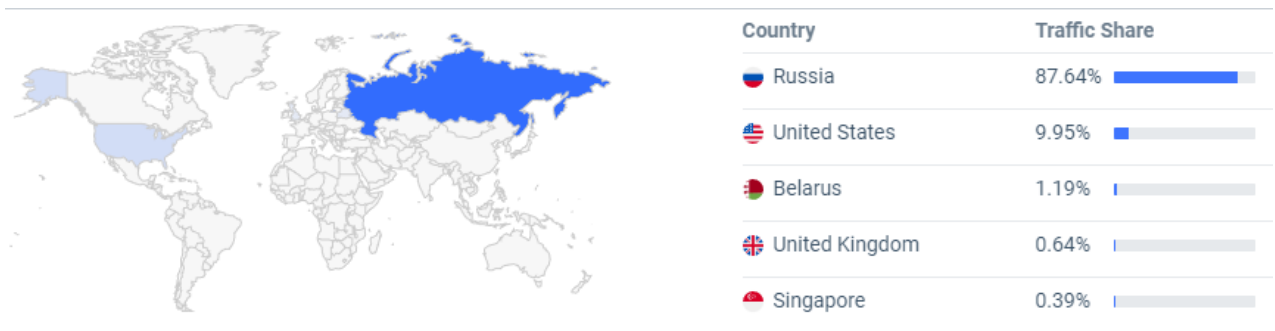 Country Traffic Share
Russia 87.64%
United States 9.95%
Belarus 1.19%
United Kingdom 0.64%
Singapore 0.39%